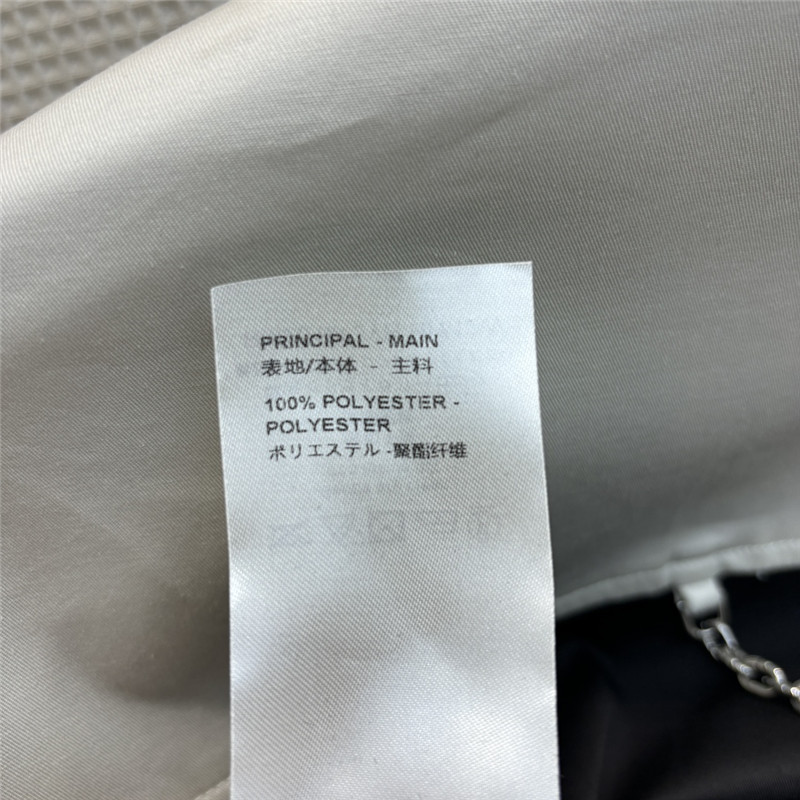 PRINCIPAL - MAIN
表地/本体 - 主料
100% POLYESTER -
POLYESTER
ポリエステル -聚酯纤维